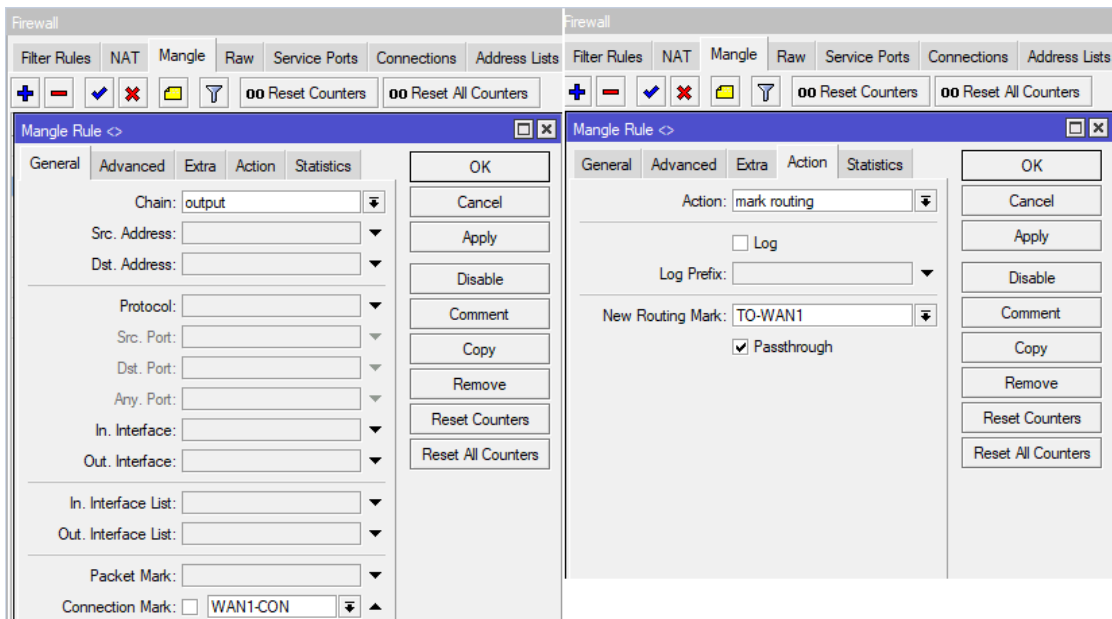 Firewall
Filter Rules NAT Mangle Raw Service Ports Connections Address Lists
00 Reset Counters 00 Reset All Counters
Mangle Rule <>
General Advanced Extra Action Statistics
Chain: output
Src. Address:
Dst. Address:
Protocol:
Src. Port:
Dst. Port:
Any. Port:
In. Interface:
Out. Interface:
In. Interface List:
Out. Interface List:
Packet Mark:
Connection Mark: WAN1-CON
OK
Cancel
Apply
Disable
Comment
Copy
Remove
Reset Counters
Reset All Counters
Firewall
Filter Rules NAT Mangle Raw Service Ports Connections Address Lists
00 Reset Counters 00 Reset All Counters
Mangle Rule <>
General Advanced Extra Action Statistics
Action: mark routing
Log
Log Prefix:
New Routing Mark: TO-WAN1
Passthrough
OK
Cancel
Apply
Disable
Comment
Copy
Remove
Reset Counters
Reset All Counters